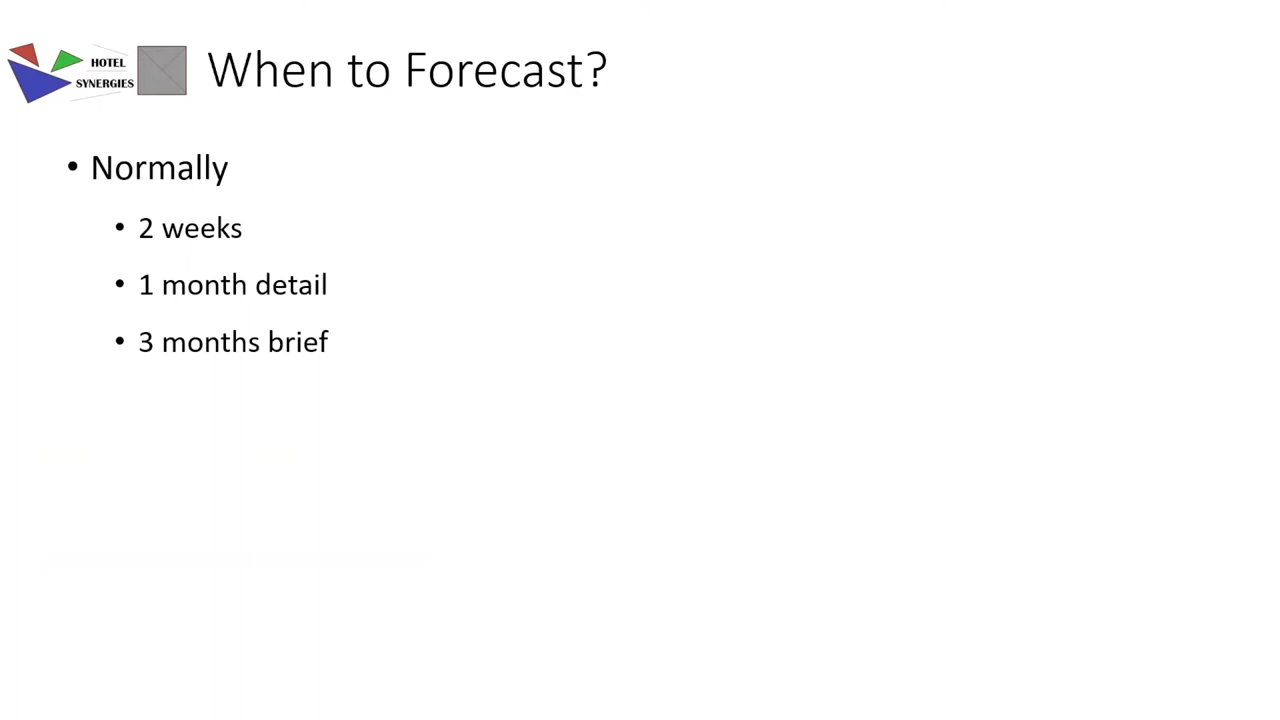 HOTEL
SYNERGIES
When to Forecast?
• Normally
• 2 weeks
• 1 month detail
• 3 months brief